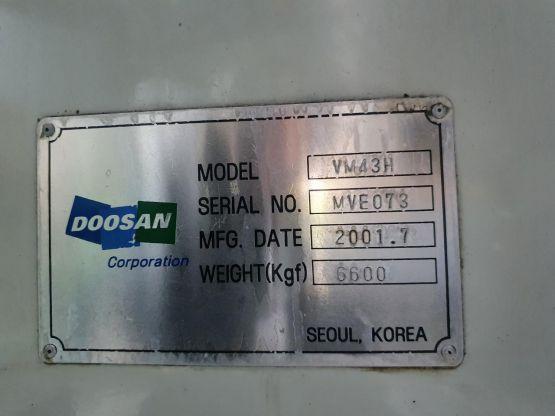 DOOSAN
Corporation
MODEL VM43H
SERIAL NO. MVE073
MFG. DATE 2001.7
WEIGHT(Kgf) 6600
SEOUL, KOREA